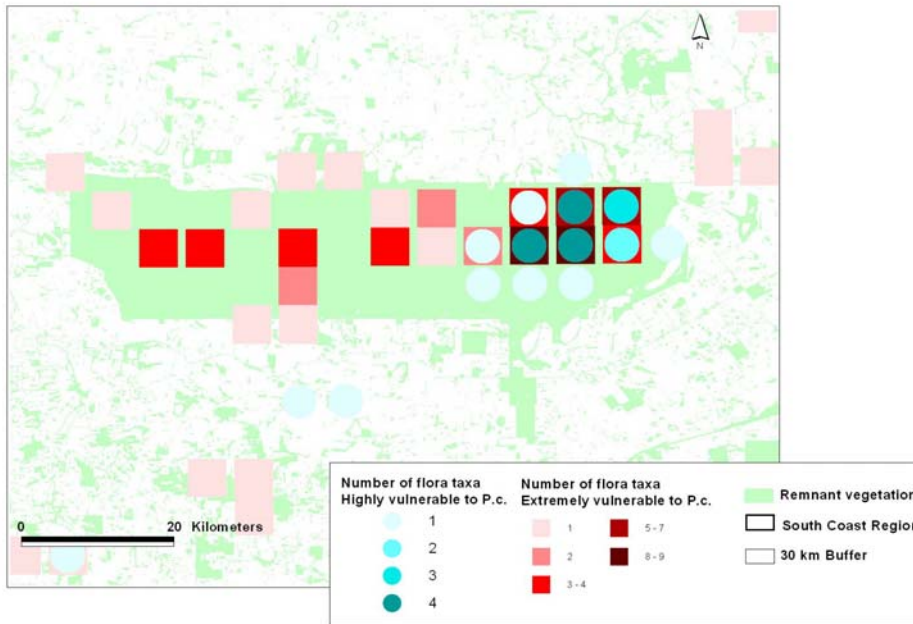 N
0 20 Kilometers
Number of flora taxa
Highly vulnerable to P.c.
1
2
3
4
Number of flora taxa
Extremely vulnerable to P.c.
1
2
3 - 4
5 - 7
8 - 9
Remnant vegetation
South Coast Region
30 km Buffer